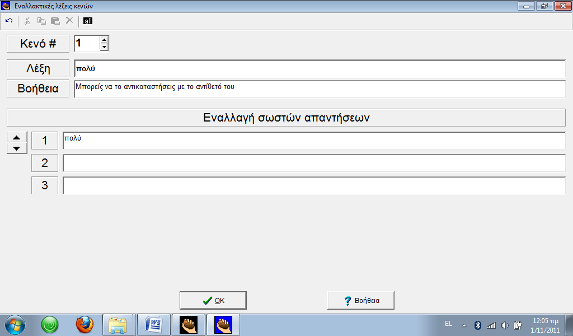 Εναλλακτικές λέξεις κενών
Κενό # 1
Λέξη πολύ
Βοήθεια Μπορείς να το αντικαταστήσεις με το αντίθετό του
Εναλλαγή σωστών απαντήσεων
1 πολύ
2
3
OK
? Βοήθεια
EL
12:05 πμ
1/11/2011